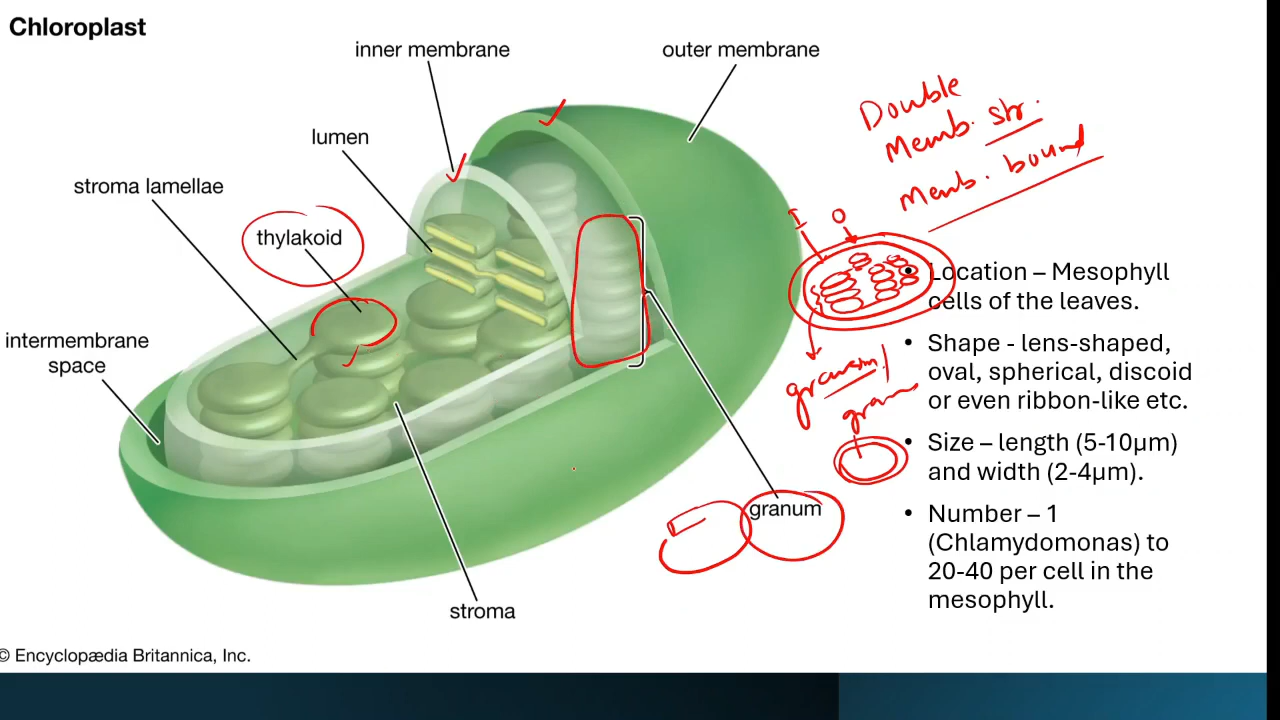 Chloroplast
inner membrane
outer membrane
lumen
stroma lamellae
thylakoid
intermembrane
space
stroma
granum
Double
Memb. str.
Memb. bound
I
O
granum/
grana
• Location – Mesophyll
cells of the leaves.
• Shape - lens-shaped,
oval, spherical, discoid
or even ribbon-like etc.
• Size – length (5-10µm)
and width (2-4µm).
• Number – 1
(Chlamydomonas) to
20-40 per cell in the
mesophyll.
© Encyclopædia Britannica, Inc.